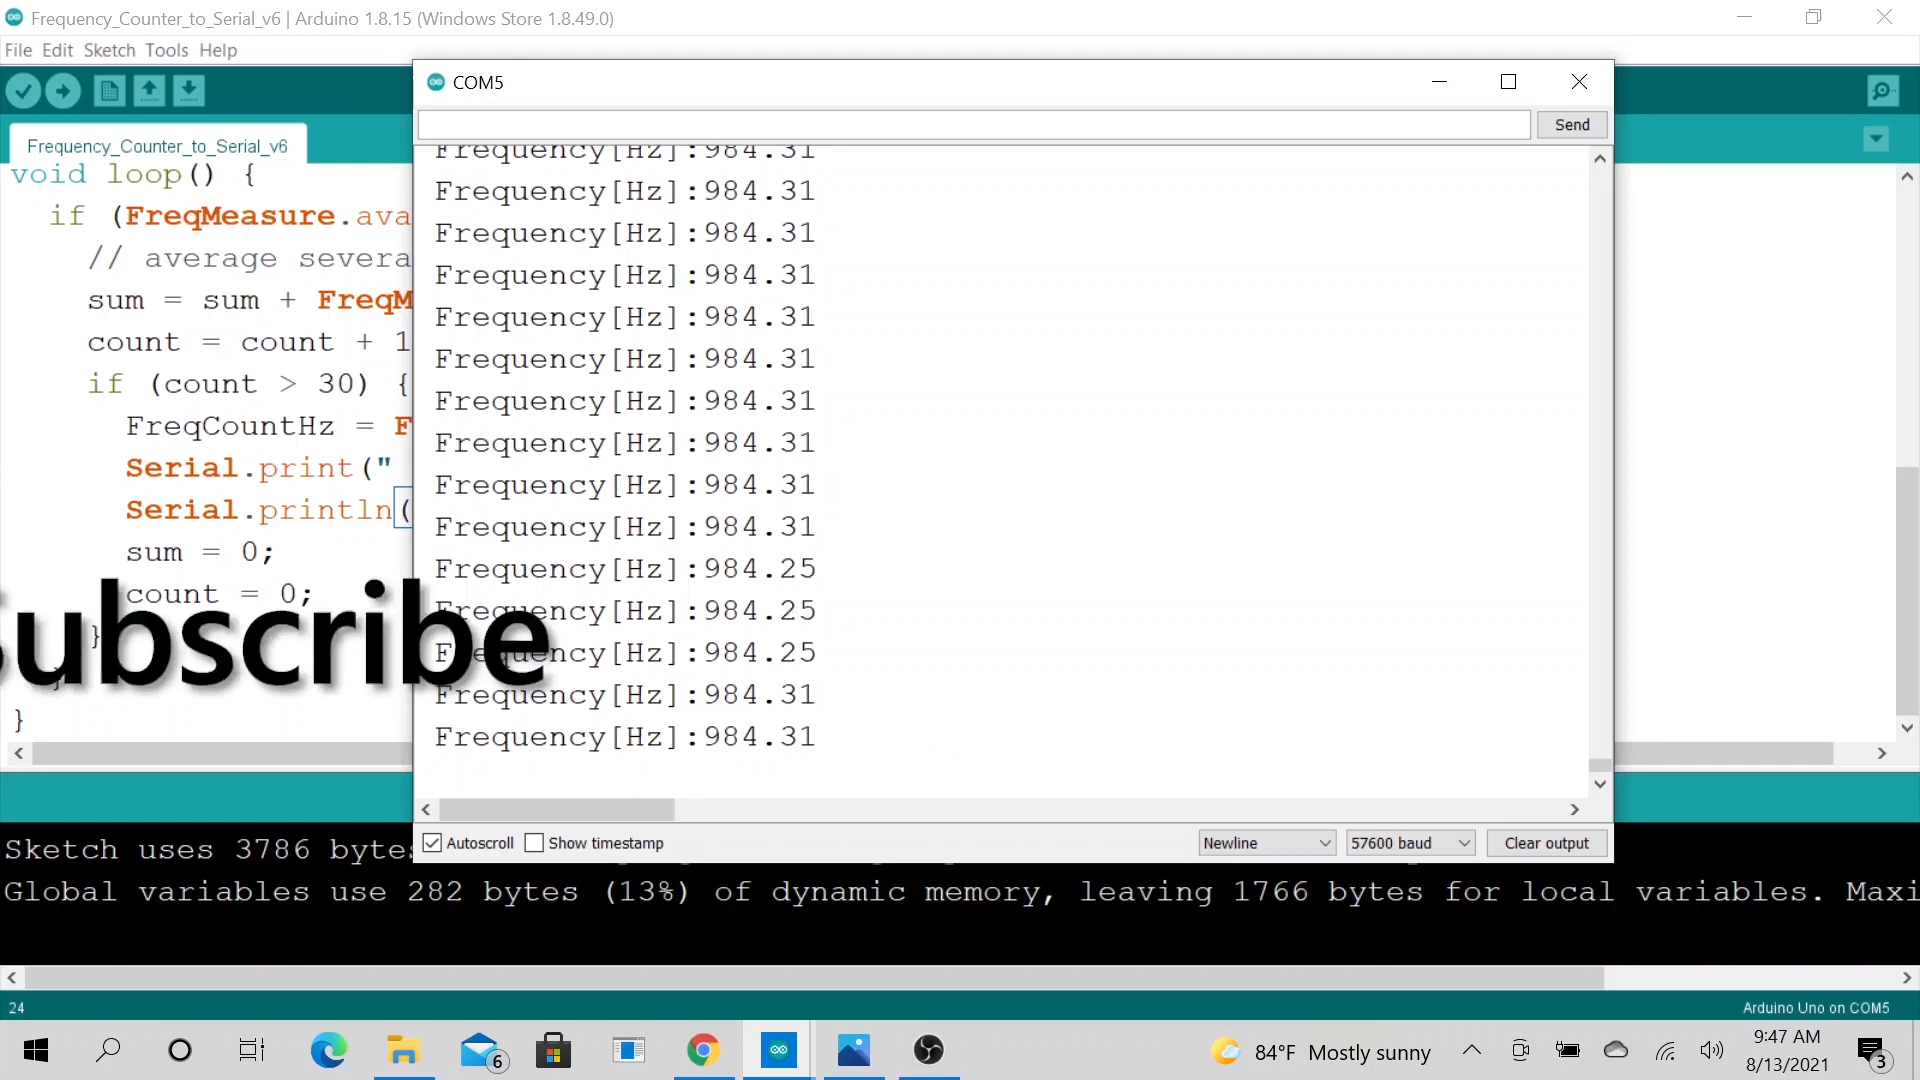 Frequency_Counter_to_Serial_v6 | Arduino 1.8.15 (Windows Store 1.8.49.0)
File Edit Sketch Tools Help
COM5
Send
Frequency_Counter_to_Serial_v6
void loop() {
if (FreqMeasure.ava
// average severa
sum = sum + FreqM
count = count + 1
if (count > 30) {
FreqCountHz = F
Serial.print("
Serial.println(
sum = 0;
count = 0;
}
}
}
Frequency[Hz]:984.31
Frequency[Hz]:984.31
Frequency[Hz]:984.31
Frequency[Hz]:984.31
Frequency[Hz]:984.31
Frequency[Hz]:984.31
Frequency[Hz]:984.31
Frequency[Hz]:984.31
Frequency[Hz]:984.31
Frequency[Hz]:984.31
Frequency[Hz]:984.25
Frequency[Hz]:984.25
Frequency[Hz]:984.25
Frequency[Hz]:984.31
Frequency[Hz]:984.31
Subscribe
Autoscroll Show timestamp Newline 57600 baud Clear output
Sketch uses 3786 bytes
Global variables use 282 bytes (13%) of dynamic memory, leaving 1766 bytes for local variables. Maxi
24 Arduino Uno on COM5
6
84°F Mostly sunny
9:47 AM
8/13/2021
3